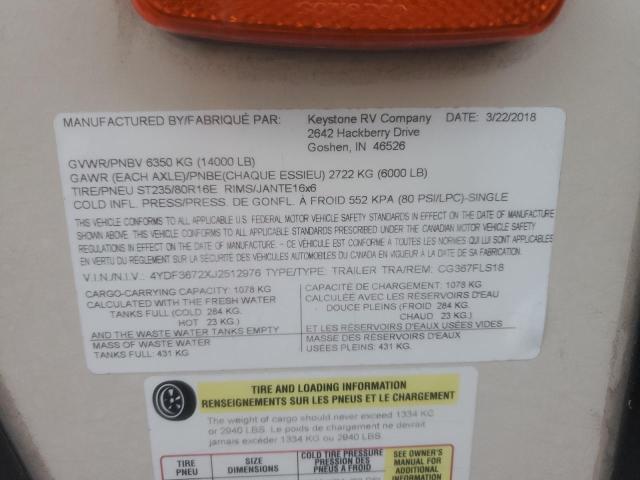 MANUFACTURED BY/FABRIQUÉ PAR: Keystone RV Company DATE: 3/22/2018
2642 Hackberry Drive
Goshen, IN 46526
GVWR/PNBV 6350 KG (14000 LB)
GAWR (EACH AXLE)/PNBE(CHAQUE ESSIEU) 2722 KG (6000 LB)
TIRE/PNEU ST235/80R16E RIMS/JANTE16x6
COLD INFL. PRESS/PRESS. DE GONFL. À FROID 552 KPA (80 PSI/LPC)-SINGLE
THIS VEHICLE CONFORMS TO ALL APPLICABLE U.S. FEDERAL MOTOR VEHICLE SAFETY STANDARDS IN EFFECT ON THE DATE OF MANUFACTURE
SHOWN ABOVE. THIS VEHICLE CONFORMS TO ALL APPLICABLE STANDARDS PRESCRIBED UNDER THE CANADIAN MOTOR VEHICLE SAFETY
REGULATIONS IN EFFECT ON THE DATE OF MANUFACTURE. CE VÉHICULE EST CONFORME À TOUTES LES NORMES QUI LUI SONT APPLICABLES
EN VERTU DU RÈGLEMENT SUR LA SÉCURITÉ DES VÉHICULES AUTOMOBILES DU CANADA EN VIGUEUR À LA DATE DE SA FABRICATION.
V.I.N./N.I.V.: 4YDF3672XJ2512976 TYPE/TYPE: TRAILER TRA/REM: CG367FLS18
CARGO-CARRYING CAPACITY: 1078 KG
CALCULATED WITH THE FRESH WATER
TANKS FULL (COLD: 284 KG.
HOT : 23 KG.)
AND THE WASTE WATER TANKS EMPTY
MASS OF WASTE WATER
TANKS FULL: 431 KG
CAPACITÉ DE CHARGEMENT: 1078 KG
CALCULÉE AVEC LES RÉSERVOIRS D'EAU
DOUCE PLEINS (FROID: 284 KG
CHAUD : 23 KG.)
ET LES RÉSERVOIRS D'EAUX USÉES VIDES
MASSE DES RÉSERVOIRS D'EAUX
USÉES PLEINS: 431 KG
TIRE AND LOADING INFORMATION
RENSEIGNEMENTS SUR LES PNEUS ET LE CHARGEMENT
The weight of cargo should never exceed 1334 KG
or 2940 LBS. Le poids de chargement ne devrait
jamais excéder 1334 KG ou 2940 LBS.
TIRE
PNEU
SIZE
DIMENSIONS
COLD TIRE PRESSURE
PRESSION DES
PNEUS À FROID
SEE OWNER'S
MANUAL FOR
ADDITIONAL
INFORMATION